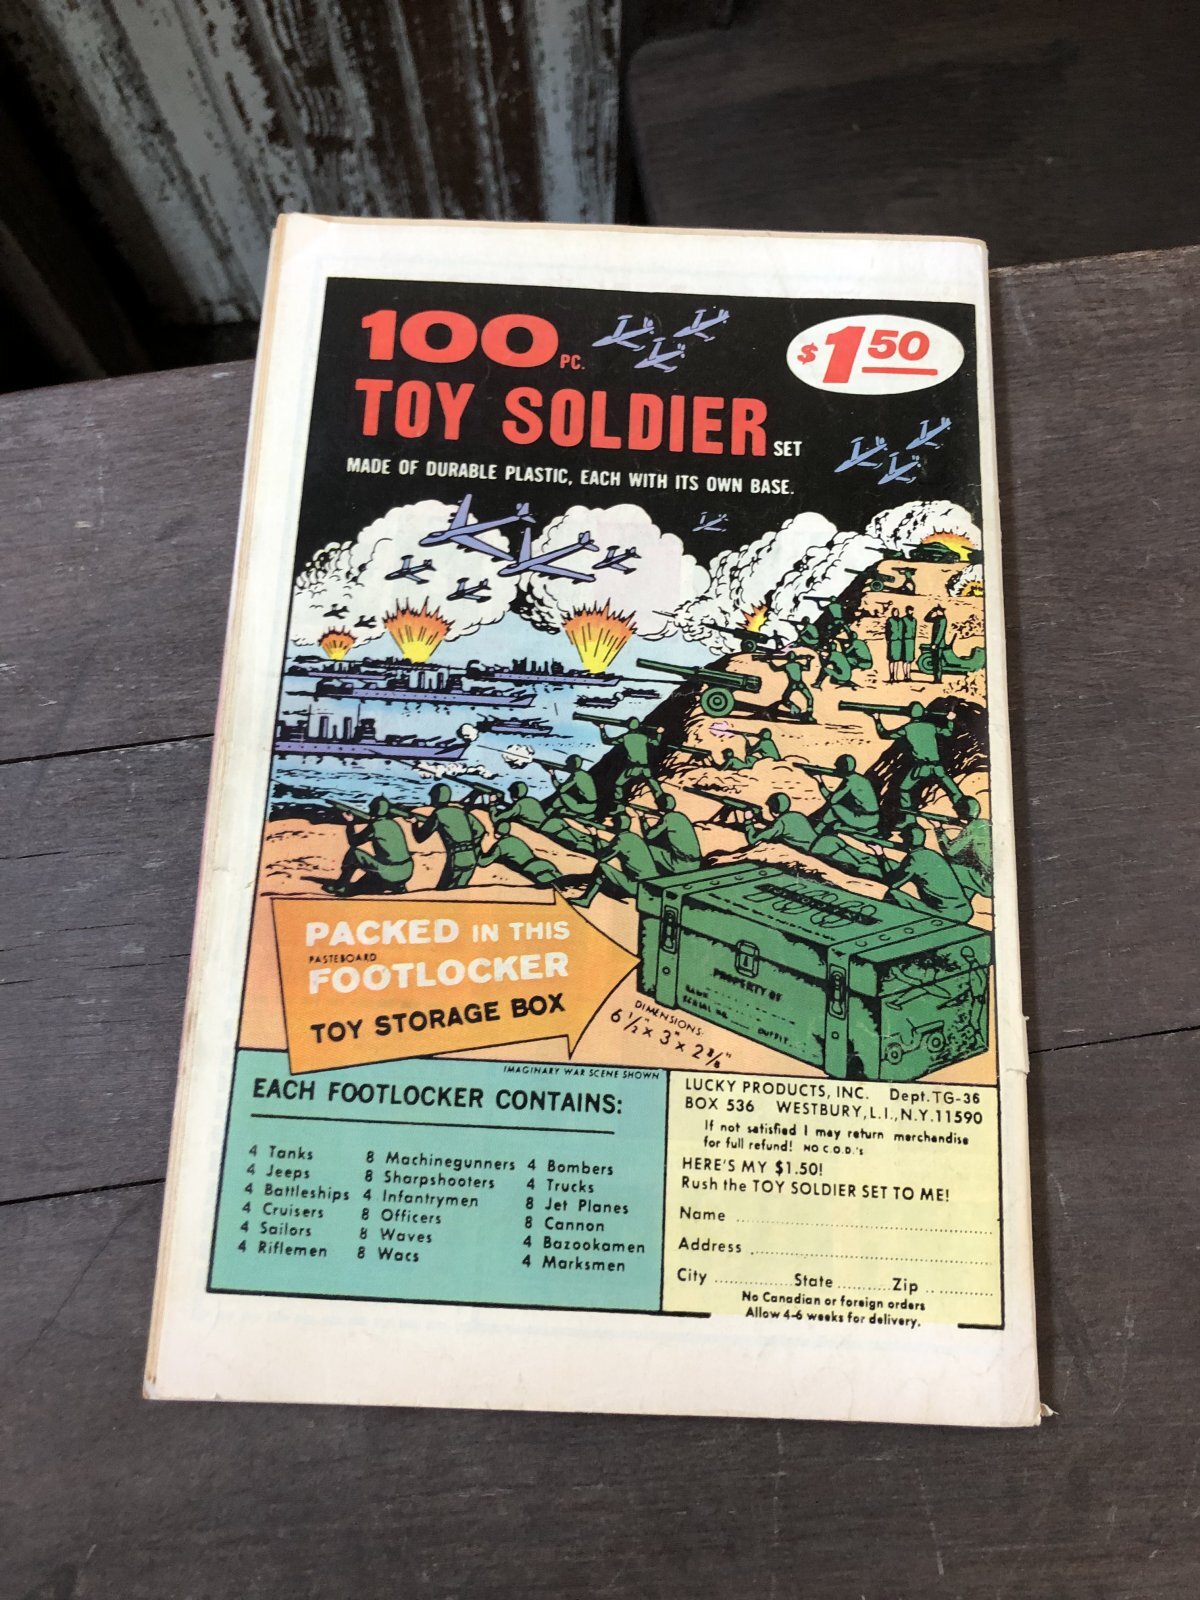 100 PC.
$1.50
TOY SOLDIER SET
MADE OF DURABLE PLASTIC, EACH WITH ITS OWN BASE.
PACKED IN THIS
PASTEBOARD
FOOTLOCKER
TOY STORAGE BOX
PROPERTY OF
NAME
SERIAL NO.
OUTFIT
DIMENSIONS:
IMAGINARY WAR SCENE SHOWN
EACH FOOTLOCKER CONTAINS:
4 Tanks
4 Jeeps
4 Battleships
4 Cruisers
4 Sailors
4 Riflemen
8 Machinegunners
8 Sharpshooters
4 Infantrymen
8 Officers
8 Waves
8 Wacs
4 Bombers
4 Trucks
8 Jet Planes
8 Cannon
4 Bazookamen
4 Marksmen
LUCKY PRODUCTS, INC. Dept.TG-36
BOX 536 WESTBURY, L.I., N.Y. 11590
If not satisfied I may return merchandise
for full refund! NO C.O.D.'s
HERE'S MY $1.50!
Rush the TOY SOLDIER SET TO ME!
Name
Address
City State Zip
No Canadian or foreign orders
Allow 4-6 weeks for delivery.